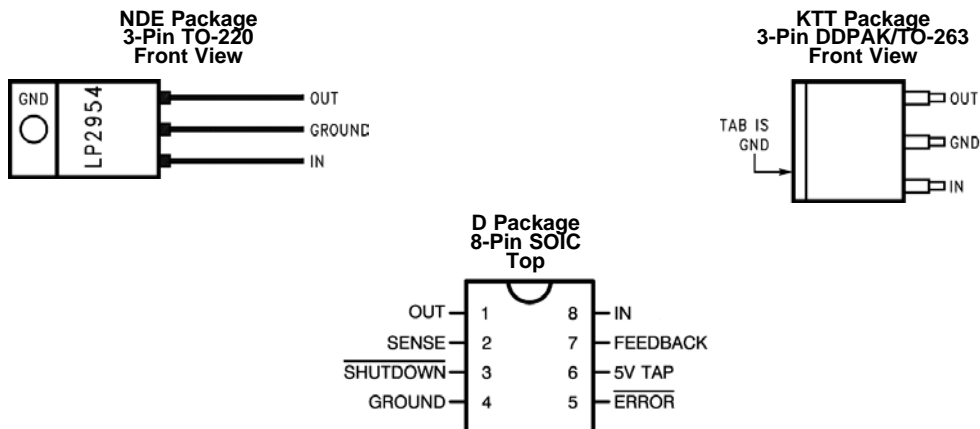 NDE Package
3-Pin TO-220
Front View
GND
LP2954
OUT
GROUND
IN
KTT Package
3-Pin DDPAK/TO-263
Front View
TAB IS
GND
OUT
GND
IN
D Package
8-Pin SOIC
Top
OUT 1 8 IN
SENSE 2 7 FEEDBACK
SHUTDOWN 3 6 5V TAP
GROUND 4 5 ERROR